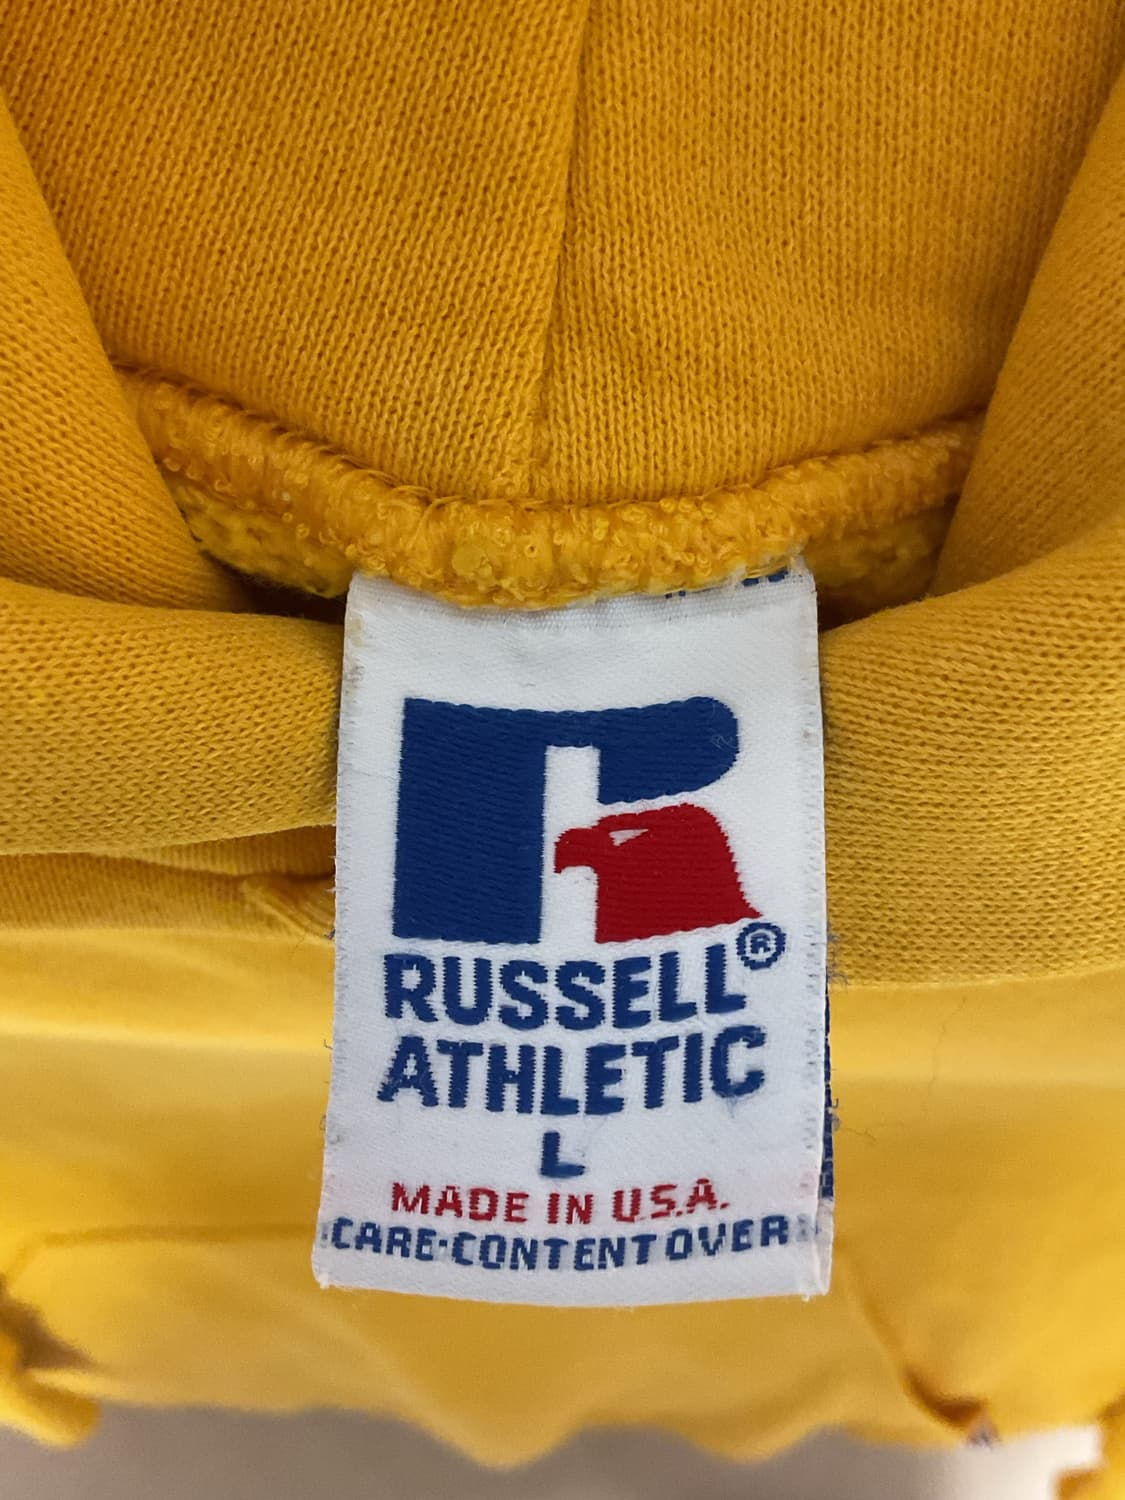 RUSSELL®
ATHLETIC
L
MADE IN U.S.A.
CARE·CONTENT OVER